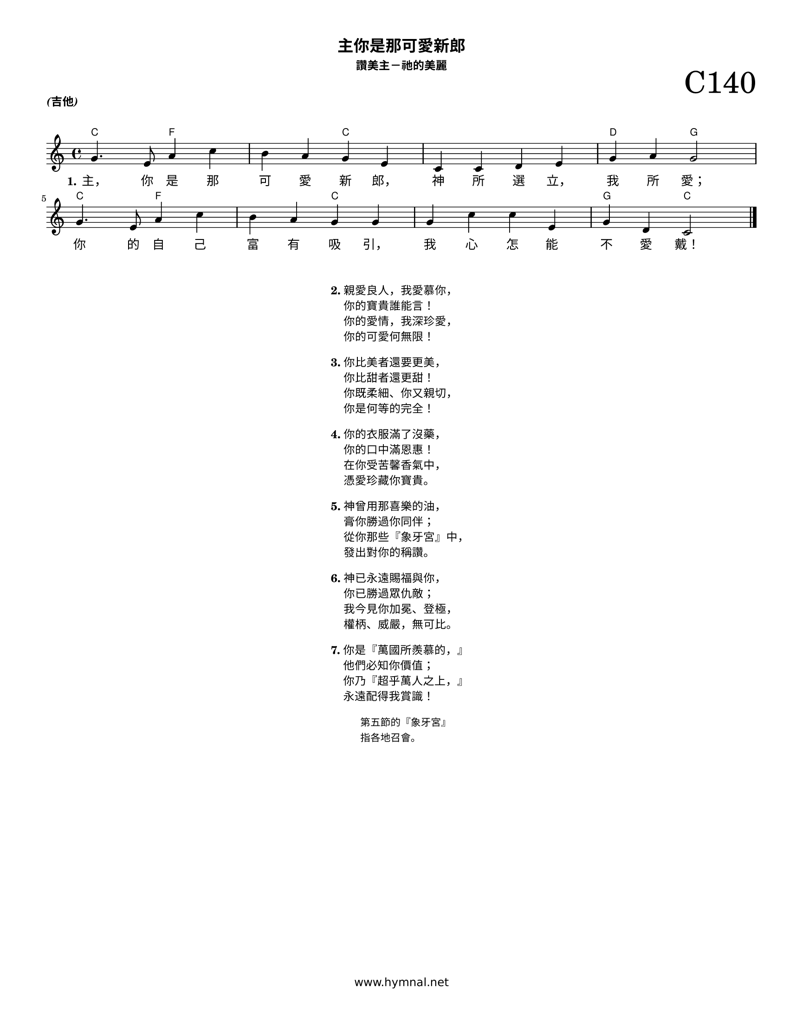 主你是那可愛新郎
讚美主－祂的美麗
C140
(吉他)
C F C D G
1. 主， 你 是 那 可 愛 新 郎， 神 所 選 立， 我 所 愛；
5 C F C G C
你 的 自 己 富 有 吸 引， 我 心 怎 能 不 愛 戴！
2. 親愛良人，我愛慕你，
你的寶貴誰能言！
你的愛情，我深珍愛，
你的可愛何無限！
3. 你比美者還要更美，
你比甜者還更甜！
你既柔細、你又親切，
你是何等的完全！
4. 你的衣服滿了沒藥，
你的口中滿恩惠！
在你受苦馨香氣中，
憑愛珍藏你寶貴。
5. 神曾用那喜樂的油，
膏你勝過你同伴；
從你那些『象牙宮』中，
發出對你的稱讚。
6. 神已永遠賜福與你，
你已勝過眾仇敵；
我今見你加冕、登極，
權柄、威嚴，無可比。
7. 你是『萬國所羨慕的，』
他們必知你價值；
你乃『超乎萬人之上，』
永遠配得我賞識！
第五節的『象牙宮』
指各地召會。
www.hymnal.net